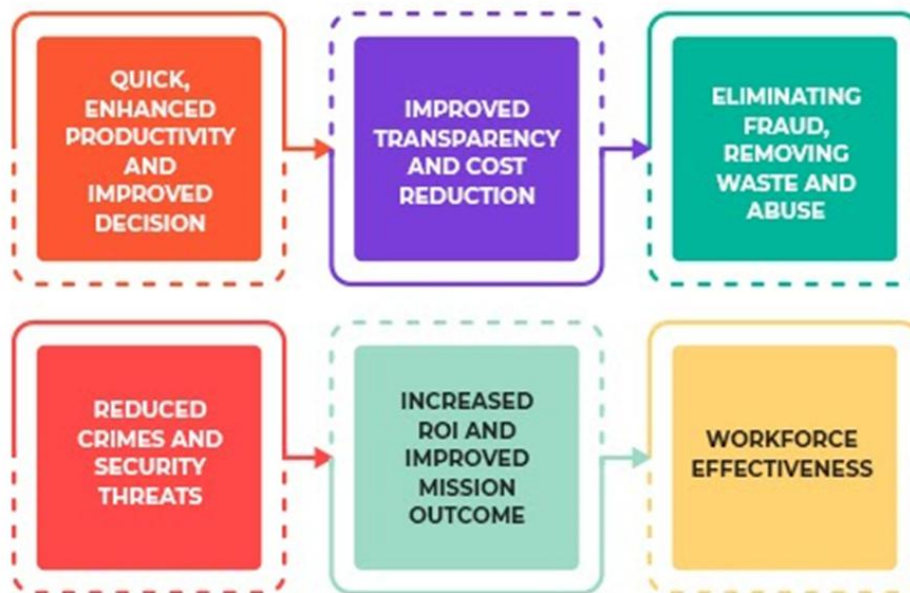 QUICK,
ENHANCED
PRODUCTIVITY
AND
IMPROVED
DECISION
IMPROVED
TRANSPARENCY
AND COST
REDUCTION
ELIMINATING
FRAUD,
REMOVING
WASTE AND
ABUSE
REDUCED
CRIMES AND
SECURITY
THREATS
INCREASED
ROI AND
IMPROVED
MISSION
OUTCOME
WORKFORCE
EFFECTIVENESS